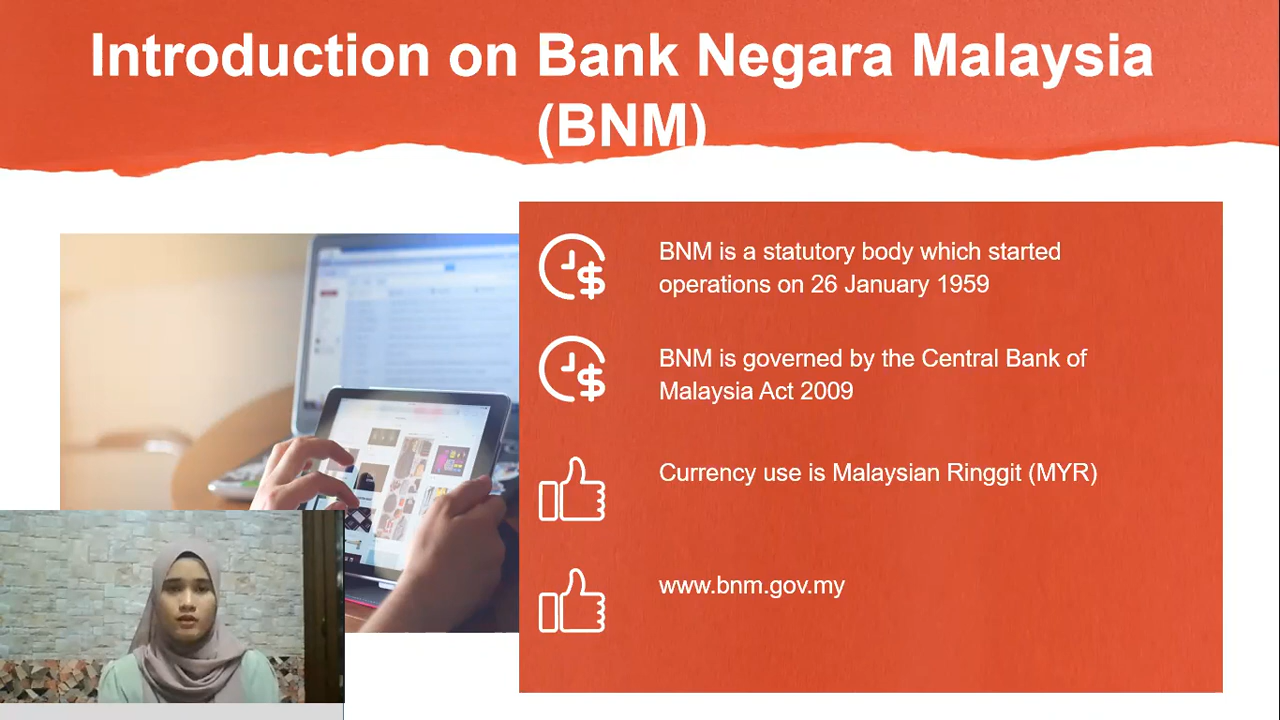 Introduction on Bank Negara Malaysia
(BNM)
BNM is a statutory body which started
operations on 26 January 1959
BNM is governed by the Central Bank of
Malaysia Act 2009
Currency use is Malaysian Ringgit (MYR)
www.bnm.gov.my